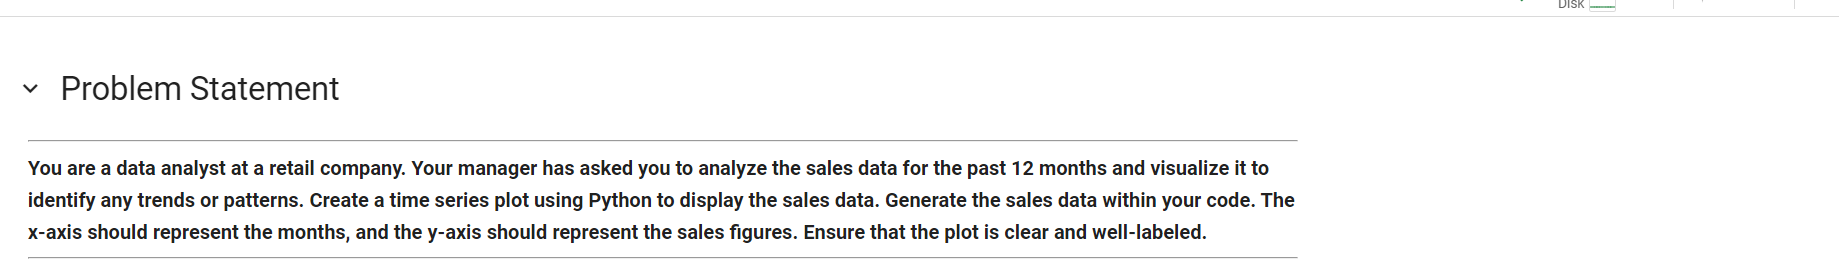 Disk
Problem Statement
You are a data analyst at a retail company. Your manager has asked you to analyze the sales data for the past 12 months and visualize it to
identify any trends or patterns. Create a time series plot using Python to display the sales data. Generate the sales data within your code. The
x-axis should represent the months, and the y-axis should represent the sales figures. Ensure that the plot is clear and well-labeled.